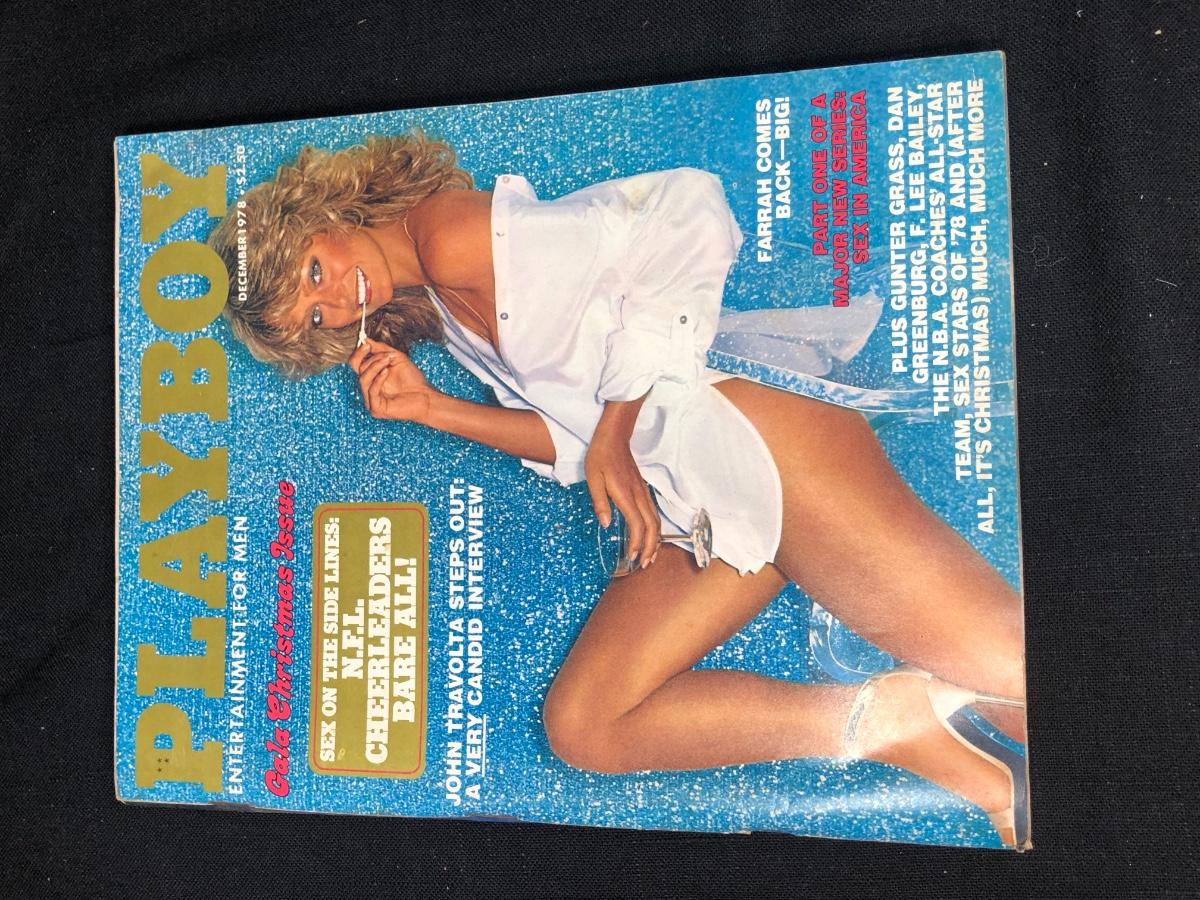 PLAYBOY
ENTERTAINMENT FOR MEN
DECEMBER 1978 • $2.50
Gala Christmas Issue
SEX ON THE SIDE LINES:
N.F.L.
CHEERLEADERS
BARE ALL!
JOHN TRAVOLTA STEPS OUT:
A VERY CANDID INTERVIEW
FARRAH COMES
BACK—BIG!
PART ONE OF A
MAJOR NEW SERIES:
SEX IN AMERICA
PLUS GUNTER GRASS, DAN
GREENBURG, F. LEE BAILEY,
THE N.B.A. COACHES' ALL-STAR
TEAM, SEX STARS OF '78 AND (AFTER
ALL, IT'S CHRISTMAS) MUCH, MUCH MORE